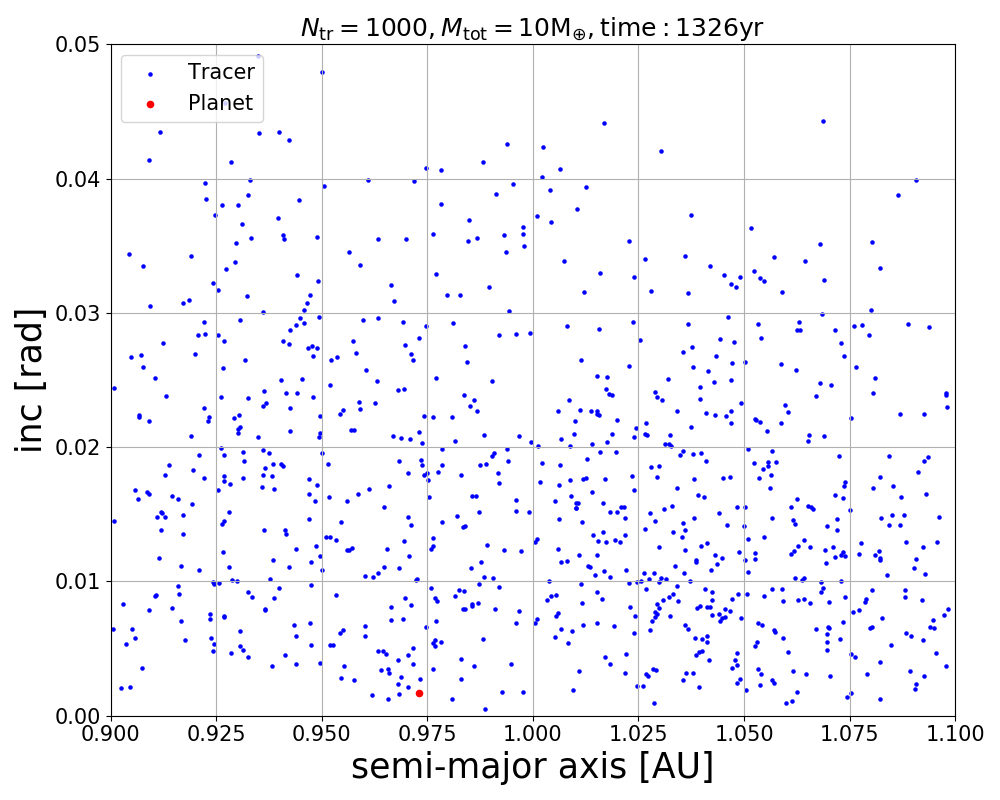 N_tr = 1000, M_tot = 10M_⊕, time : 1326yr
Tracer
Planet
0.05
0.04
0.03
0.02
0.01
0.00
inc [rad]
0.900 0.925 0.950 0.975 1.000 1.025 1.050 1.075 1.100
semi-major axis [AU]